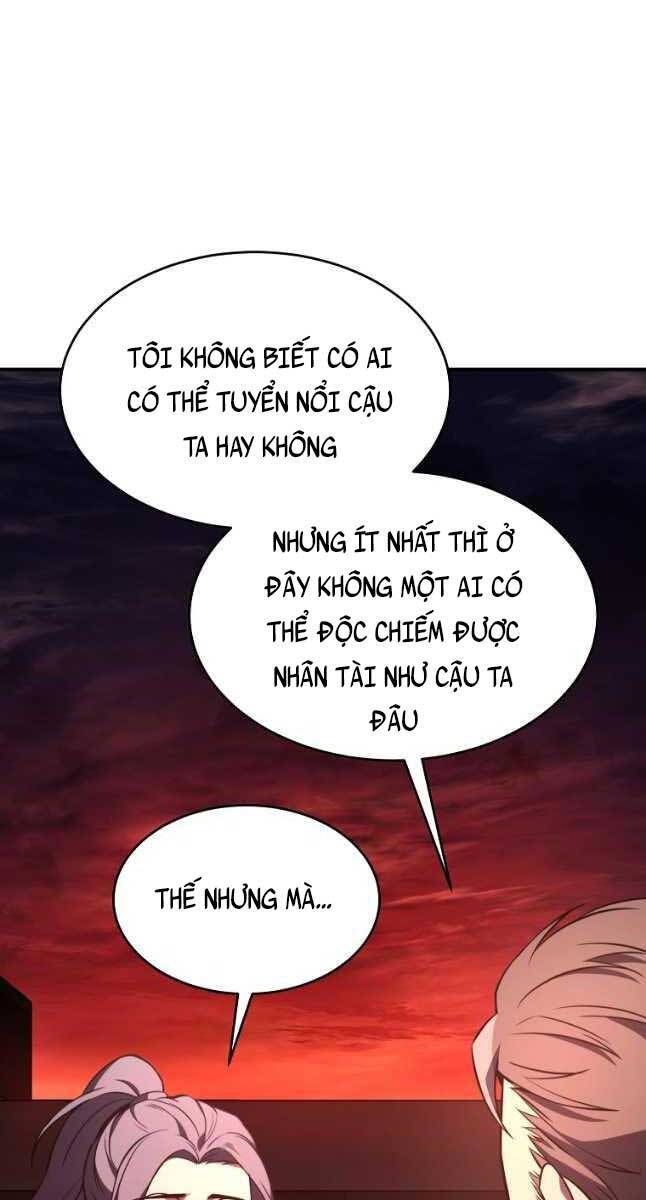 TÔI KHÔNG BIẾT CÓ AI
CÓ THỂ TUYỂN NỔI CẬU
TA HAY KHÔNG
NHƯNG ÍT NHẤT THÌ Ở
ĐÂY KHÔNG MỘT AI CÓ
THỂ ĐỘC CHIẾM ĐƯỢC
NHÂN TÀI NHƯ CẬU TA
ĐÂU
THẾ NHƯNG MÀ...